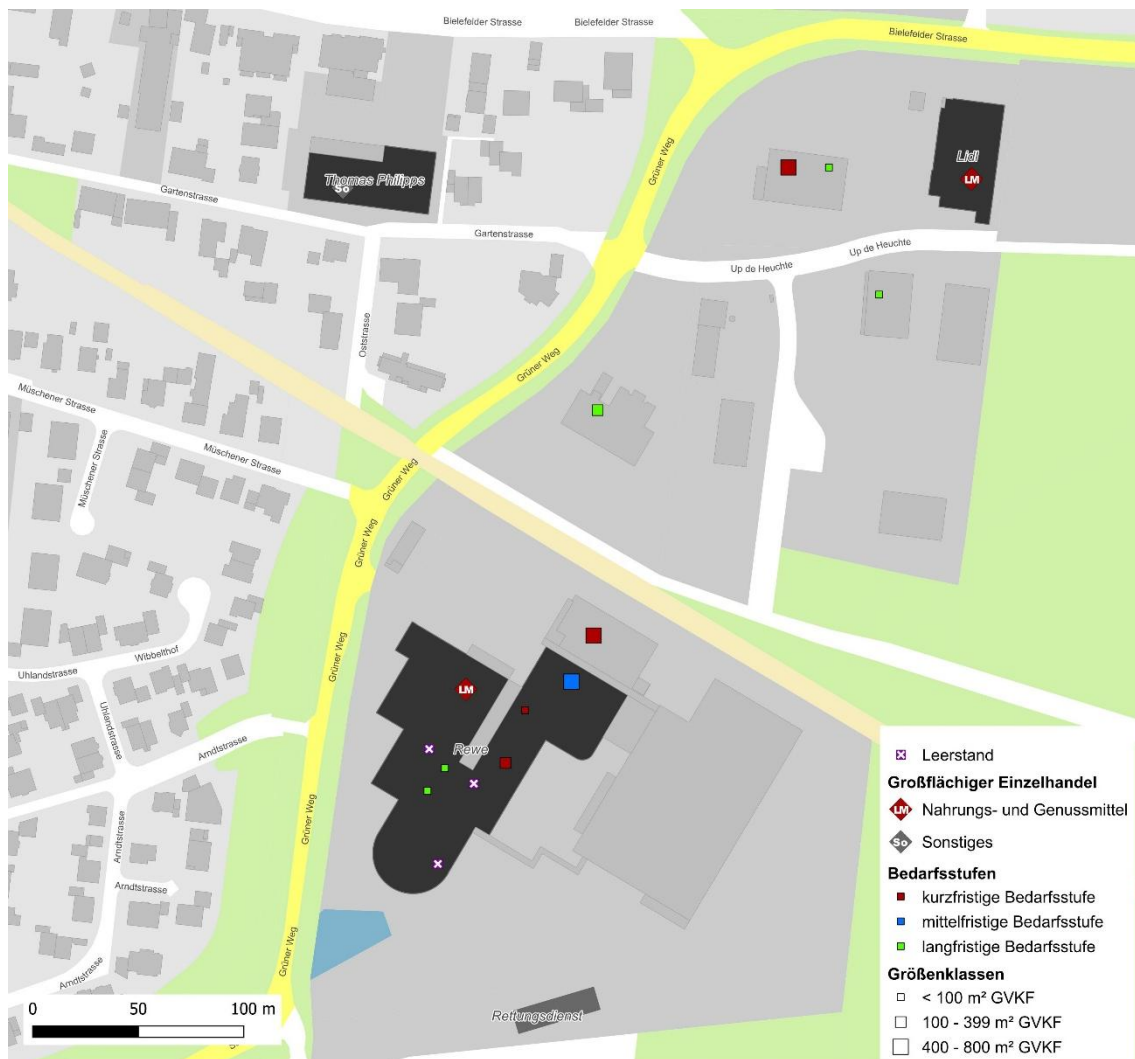 Bielefelder Strasse
Bielefelder Strasse
Bielefelder Strasse
Grüner Weg
Lidl
LM
Thomas Philipps
So
Gartenstrasse
Gartenstrasse
Up de Heuchte
Up de Heuchte
Oststrasse
Grüner Weg
Müschener Strasse
Müschener Strasse
Müschener Strasse
Grüner Weg
Grüner Weg
Grüner Weg
Wibbelthof
Uhlandstrasse
Uhlandstrasse
LM
Rewe
Arndtstrasse
Arndtstrasse
Arndtstrasse
Arndtstrasse
Grüner Weg
Rettungsdienst
0 50 100 m
Leerstand
Großflächiger Einzelhandel
LM Nahrungs- und Genussmittel
So Sonstiges
Bedarfsstufen
kurzfristige Bedarfsstufe
mittelfristige Bedarfsstufe
langfristige Bedarfsstufe
Größenklassen
< 100 m² GVKF
100 - 399 m² GVKF
400 - 800 m² GVKF